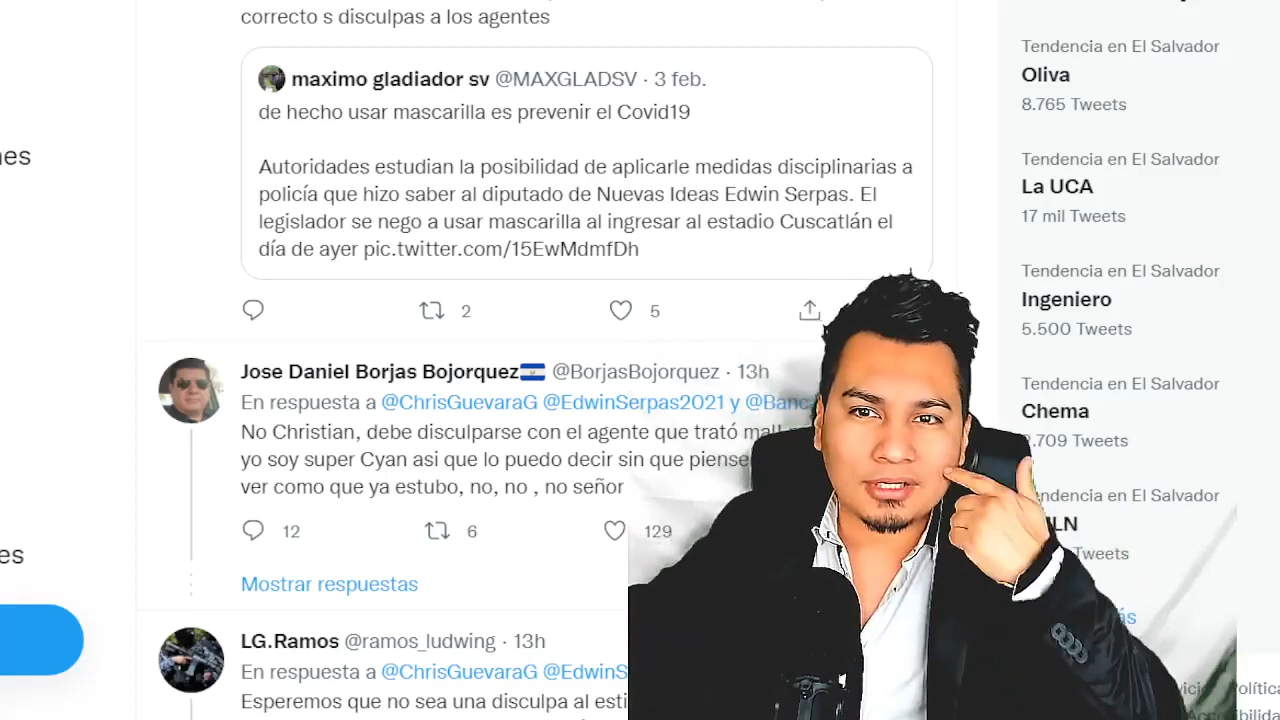 correcto s disculpas a los agentes
maximo gladiador sv @MAXGLADSV · 3 feb.
de hecho usar mascarilla es prevenir el Covid19
Autoridades estudian la posibilidad de aplicarle medidas disciplinarias a
policía que hizo saber al diputado de Nuevas Ideas Edwin Serpas. El
legislador se nego a usar mascarilla al ingresar al estadio Cuscatlán el
día de ayer pic.twitter.com/15EwMdmfDh
2 5
Jose Daniel Borjas Bojorquez @BorjasBojorquez · 13h
En respuesta a @ChrisGuevaraG @EdwinSerpas2021 y
No Christian, debe disculparse con el agente que trató mal!
yo soy super Cyan asi que lo puedo decir sin que piense
ver como que ya estubo, no, no , no señor
12 6 129
Mostrar respuestas
LG.Ramos @ramos_ludwing · 13h
En respuesta a @ChrisGuevaraG
Esperemos que no sea una disculpa al
Tendencia en El Salvador
Oliva
8.765 Tweets
Tendencia en El Salvador
La UCA
17 mil Tweets
Tendencia en El Salvador
Ingeniero
5.500 Tweets
Tendencia en El Salvador
Chema
Tweets
en El Salvador
Tweets